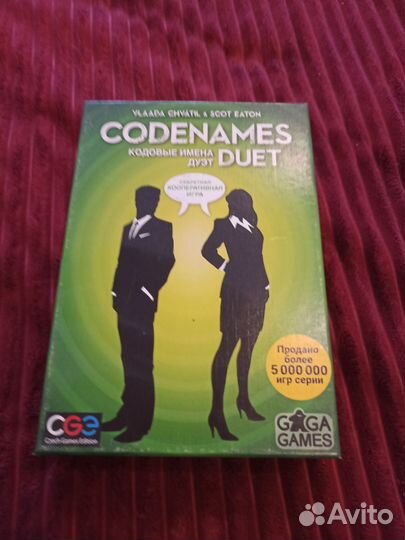 VLAADA CHVATIL & SCOT EATON
CODENAMES
КОДОВЫЕ ИМЕНА
ДУЭТ
DUET
СЕКРЕТНАЯ
КООПЕРАТИВНАЯ
ИГРА
Продано
более
5 000 000
игр серии
CGE
Czech Games Edition
GAGA
GAMES
Avito